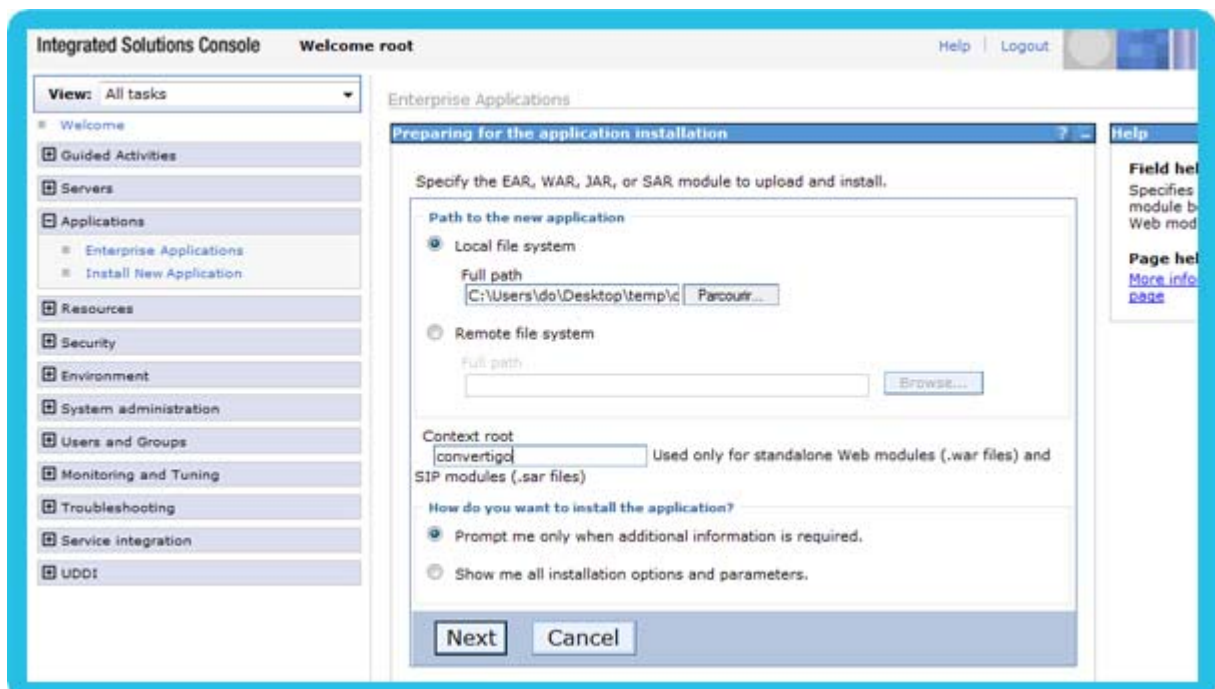 Integrated Solutions Console Welcome root Help Logout
View: All tasks
Welcome
Guided Activities
Servers
Applications
Enterprise Applications
Install New Application
Resources
Security
Environment
System administration
Users and Groups
Monitoring and Tuning
Troubleshooting
Service integration
UDDI
Enterprise Applications
Preparing for the application installation ? -
Specify the EAR, WAR, JAR, or SAR module to upload and install.
Path to the new application
Local file system
Full path
C:\Users\do\Desktop\temp\c Parcourir...
Remote file system
Full path
Browse...
Context root
convertigo Used only for standalone Web modules (.war files) and
SIP modules (.sar files)
How do you want to install the application?
Prompt me only when additional information is required.
Show me all installation options and parameters.
Next Cancel
Help
Field hel
Specifies
module b
Web mod
Page hel
More info
page